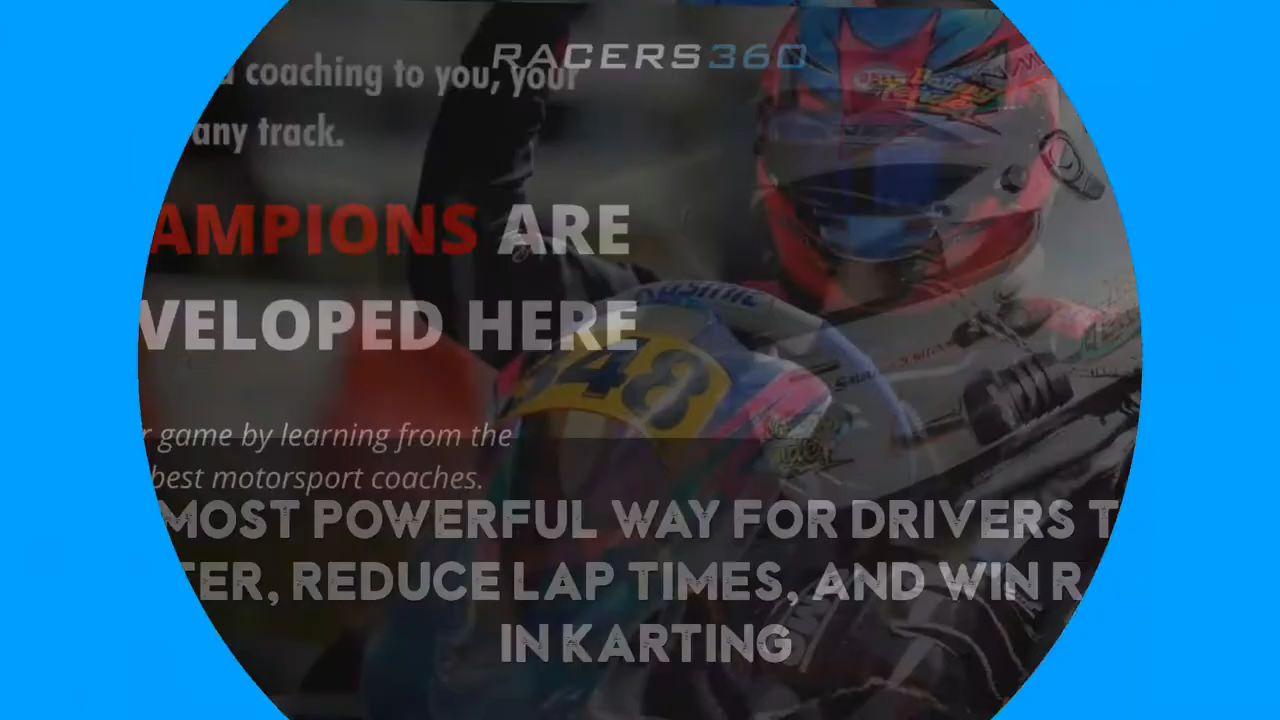 RACERS360
coaching to you, your
any track.
AMPIONS ARE
VELOPED HERE
r game by learning from the
best motorsport coaches.
348
MOST POWERFUL WAY FOR DRIVERS T
TER, REDUCE LAP TIMES, AND WIN R
IN KARTING